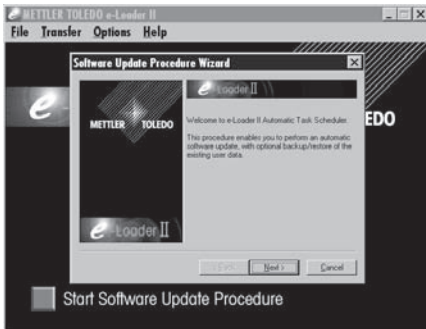 METTLER TOLEDO e-Loader II
File Transfer Options Help
Software Update Procedure Wizard
e-Loader II
e
EDO
METTLER TOLEDO
Welcome to e-Loader II Automatic Task Scheduler.
This procedure enables you to perform an automatic
software update, with optional backup/restore of the
existing user data.
e-Loader II
Next > Cancel
Start Software Update Procedure